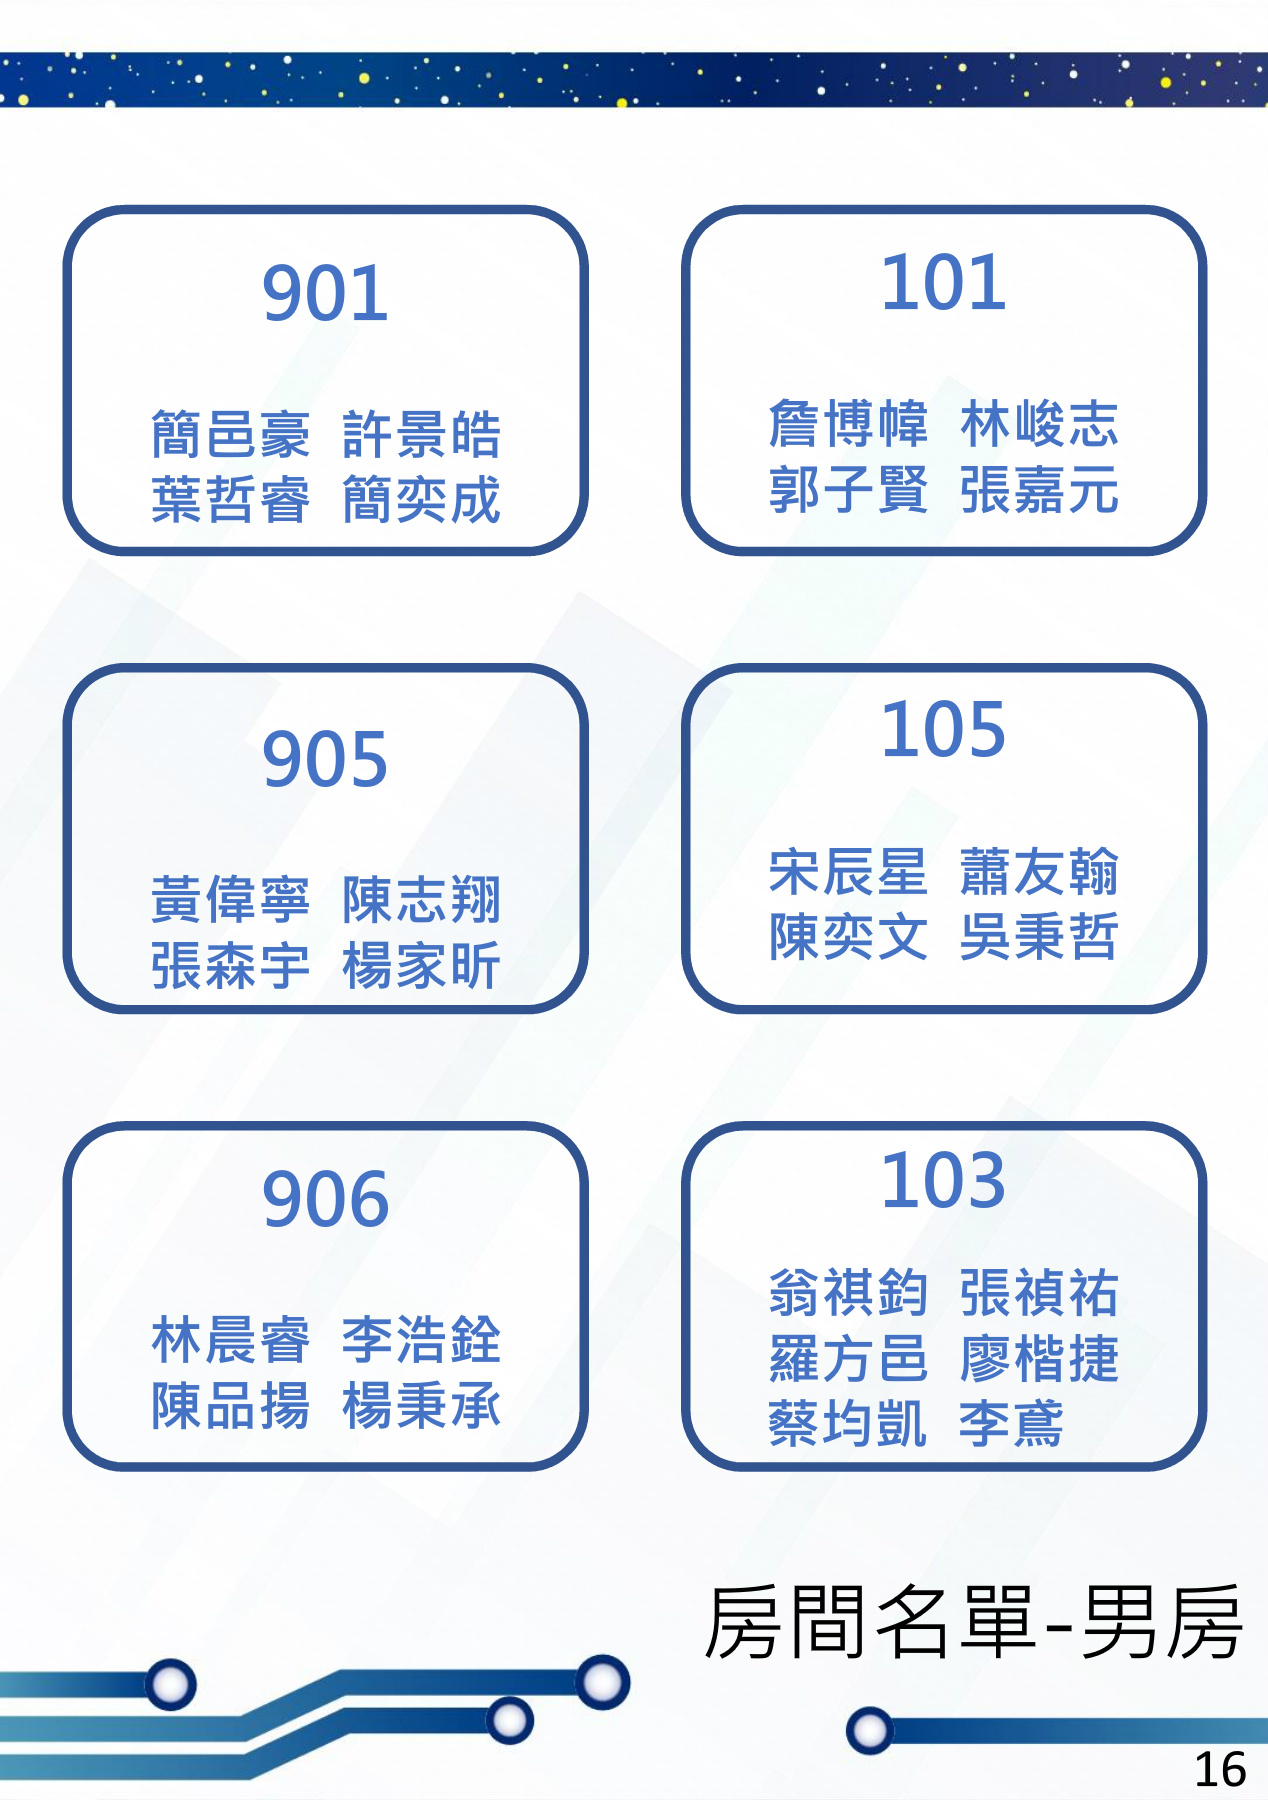 901
簡邑豪 許景皓
葉哲睿 簡奕成
101
詹博幃 林峻志
郭子賢 張嘉元
905
黃偉寧 陳志翔
張森宇 楊家昕
105
宋辰星 蕭友翰
陳奕文 吳秉哲
906
林晨睿 李浩銓
陳品揚 楊秉承
103
翁祺鈞 張禎祐
羅方邑 廖楷捷
蔡均凱 李鳶
房間名單-男房
16